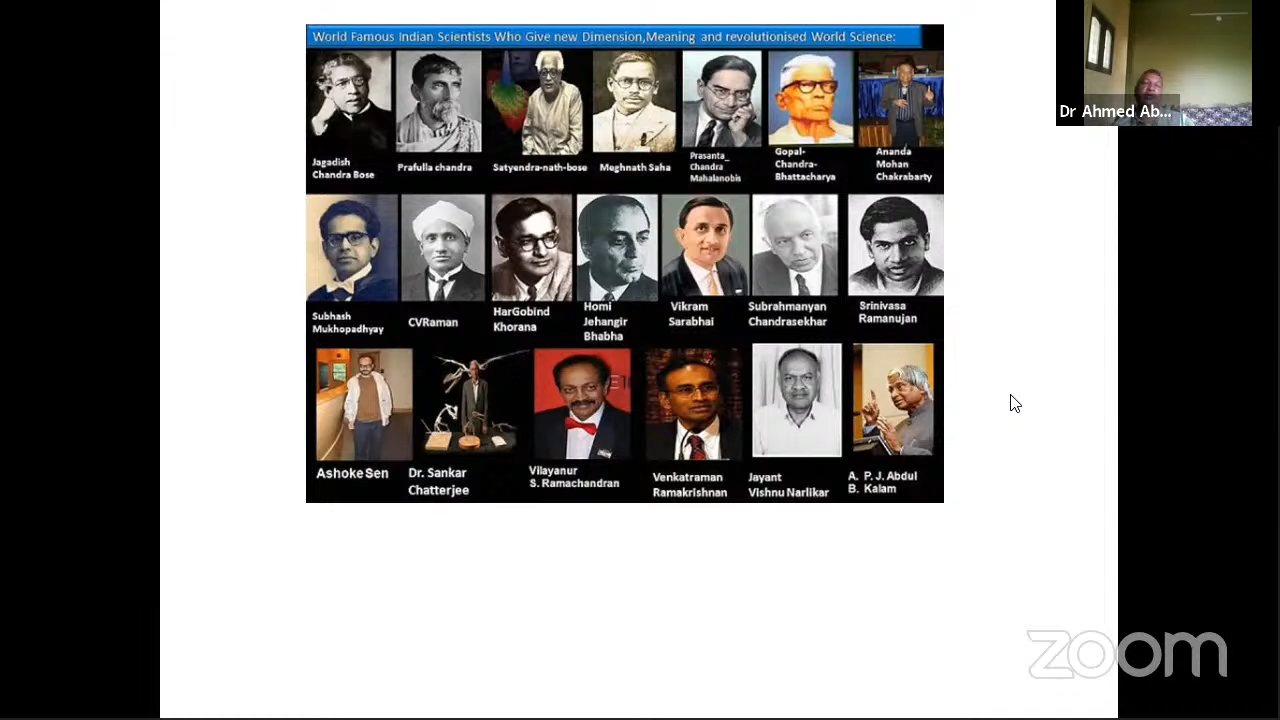 World Famous Indian Scientists Who Give new Dimension,Meaning and revolutionised World Science:
Dr Ahmed Ab...
Jagadish
Chandra Bose
Prafulla chandra
Satyendra-nath-bose
Meghnath Saha
Prasanta_
Chandra
Mahalanobis
Gopal-
Chandra-
Bhattacharya
Ananda
Mohan
Chakrabarty
Subhash
Mukhopadhyay
CVRaman
HarGobind
Khorana
Homi
Jehangir
Bhabha
Vikram
Sarabhai
Subrahmanyan
Chandrasekhar
Srinivasa
Ramanujan
AshokeSen
Dr. Sankar
Chatterjee
Vilayanur
S. Ramachandran
Venkatraman
Ramakrishnan
Jayant
Vishnu Narlikar
A. P. J. Abdul
B. Kalam
zoom